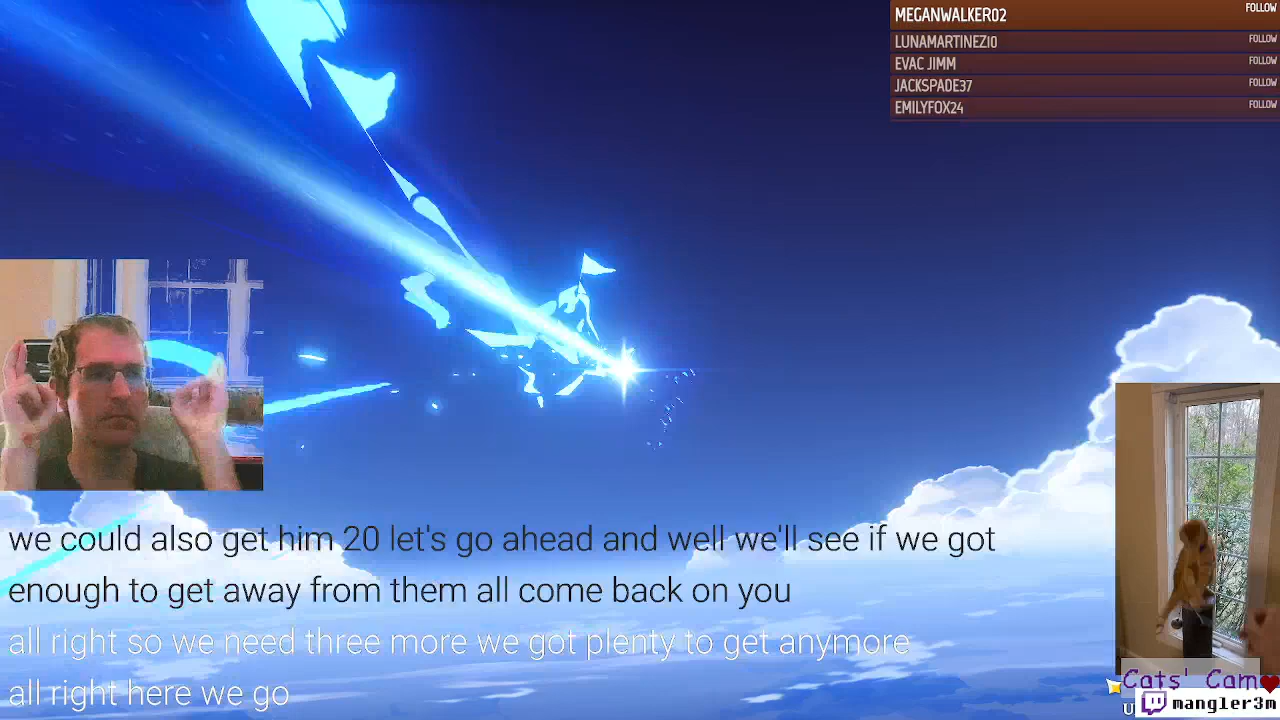 MEGANWALKER02 FOLLOW
LUNAMARTINEZ10 FOLLOW
EVAC JIMM FOLLOW
JACKSPADE37 FOLLOW
EMILYFOX24 FOLLOW
we could also get him 20 let's go ahead and well we'll see if we got
enough to get away from them all come back on you
all right so we need three more we got plenty to get anymore
all right here we go
Cats' Cam
mangler3m